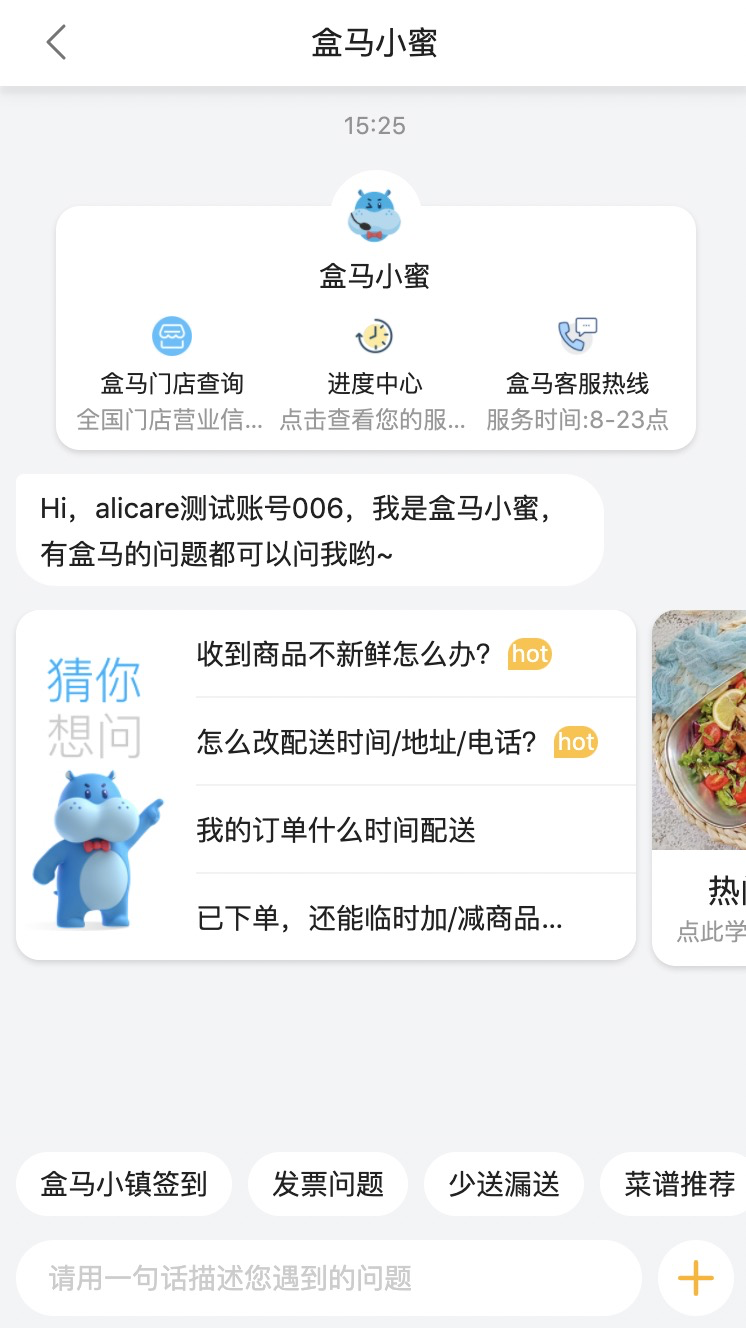 盒马小蜜
15:25
盒马小蜜
盒马门店查询
全国门店营业信...
进度中心
点击查看您的服...
盒马客服热线
服务时间:8-23点
Hi，alicare测试账号006，我是盒马小蜜，
有盒马的问题都可以问我哟~
猜你
想问
收到商品不新鲜怎么办？ hot
怎么改配送时间/地址/电话？ hot
我的订单什么时间配送
已下单，还能临时加/减商品...
热
点此学
盒马小镇签到
发票问题
少送漏送
菜谱推荐
请用一句话描述您遇到的问题